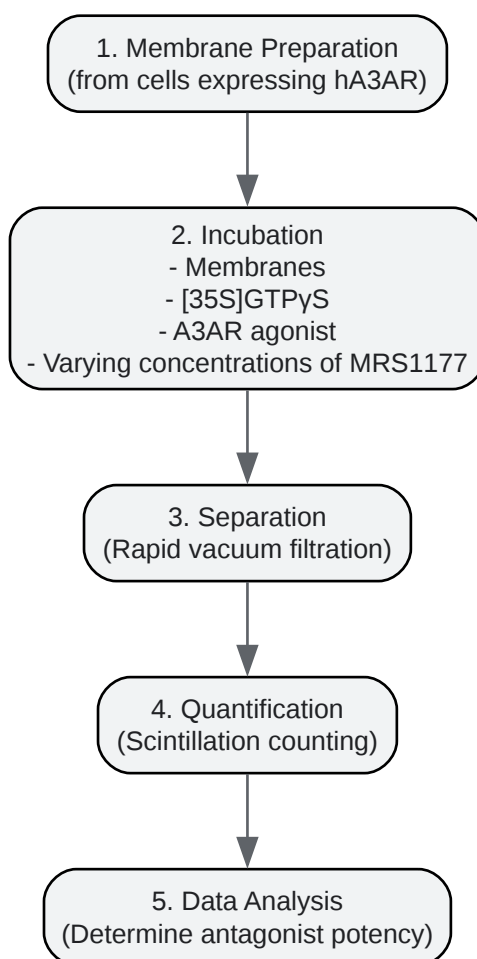 1. Membrane Preparation
(from cells expressing hA3AR)
2. Incubation
- Membranes
- [35S]GTPγS
- A3AR agonist
- Varying concentrations of MRS1177
3. Separation
(Rapid vacuum filtration)
4. Quantification
(Scintillation counting)
5. Data Analysis
(Determine antagonist potency)